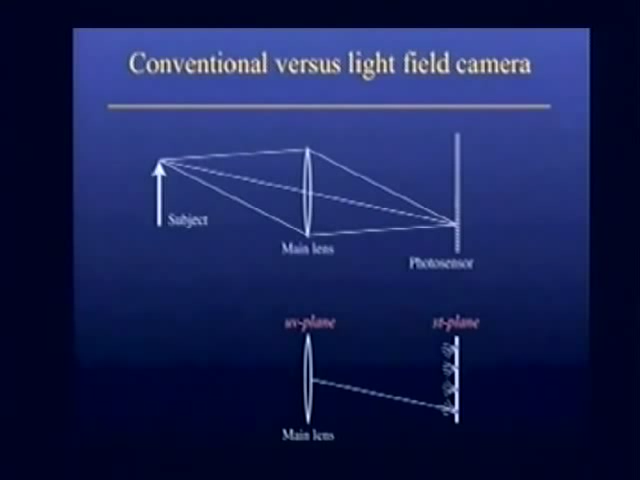 Conventional versus light field camera
Subject
Main lens
Photosensor
uv-plane
st-plane
Main lens